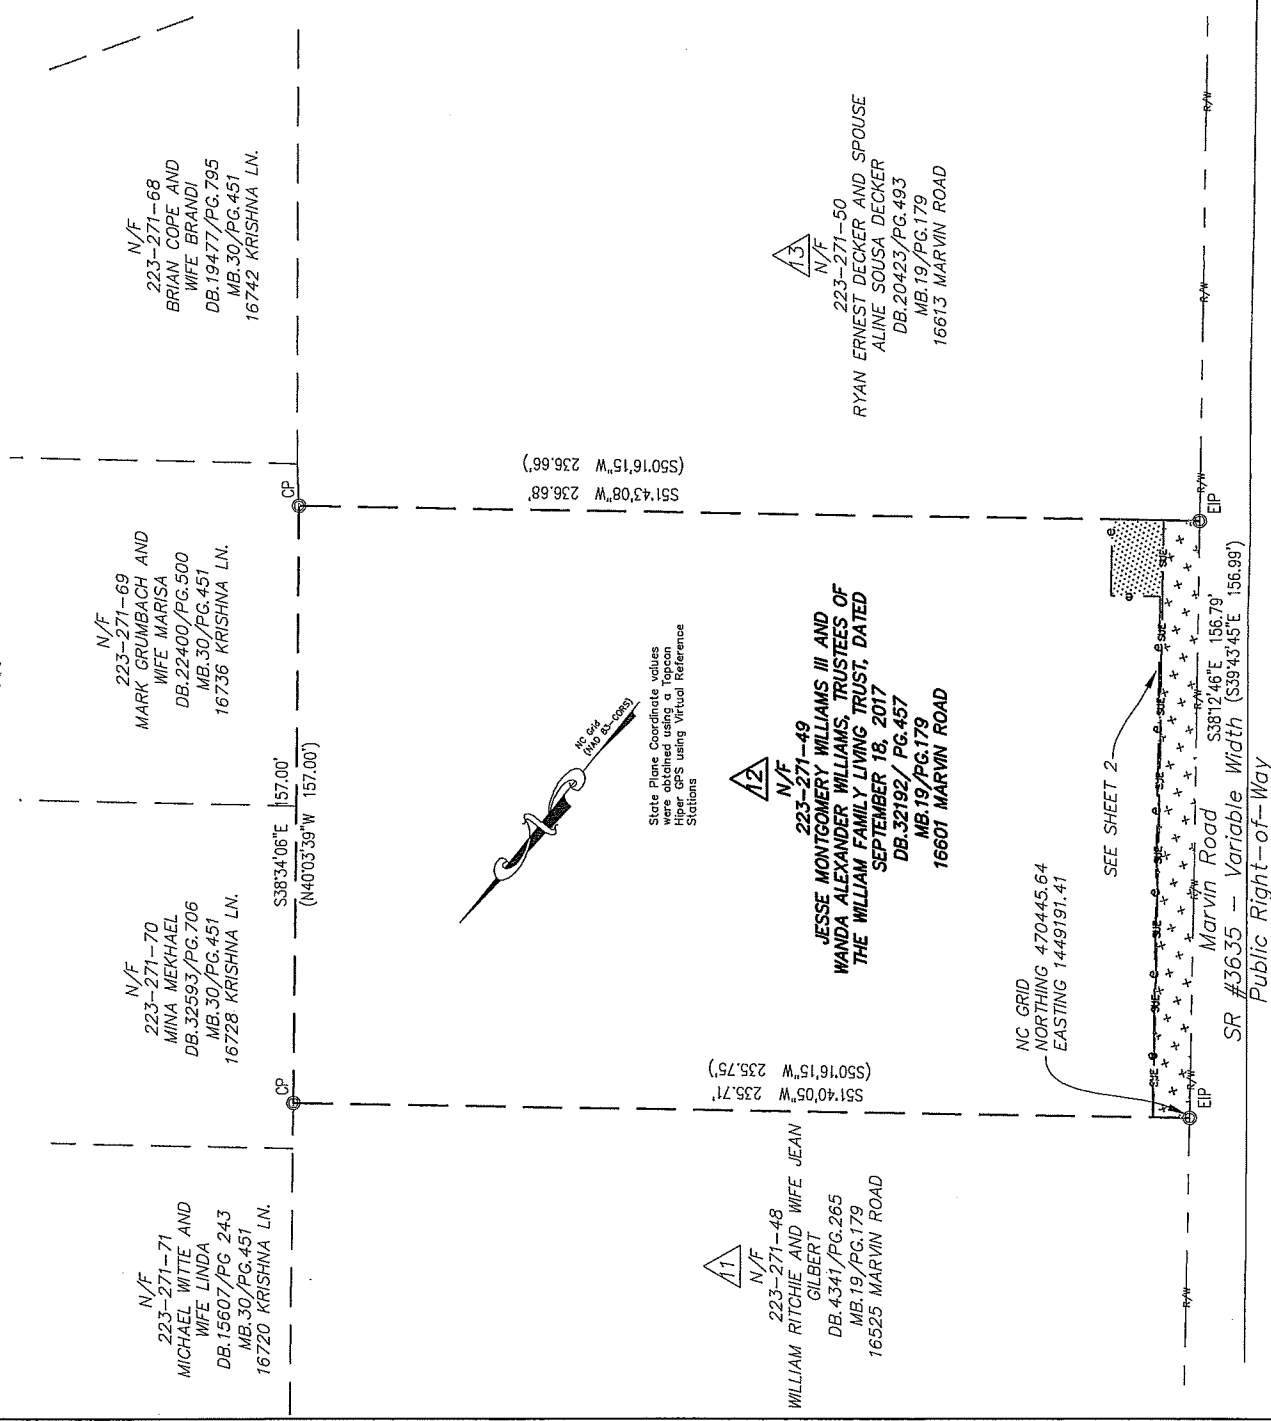 N/F
223-271-71
MICHAEL WITTE AND
WIFE LINDA
DB.15607/PG 243
MB.30/PG.451
16720 KRISHNA LN.
N/F
223-271-70
MINA MEKHAEL
DB.32593/PG.706
MB.30/PG.451
16728 KRISHNA LN.
N/F
223-271-69
MARK GRUMBACH AND
WIFE MARISA
DB.22400/PG.500
MB.30/PG.451
16736 KRISHNA LN.
N/F
223-271-68
BRIAN COPE AND
WIFE BRANDI
DB.19477/PG.795
MB.30/PG.451
16742 KRISHNA LN.
CP
S38°34'06"E 157.00'
(N40°03'39"W 157.00')
CP
NC Grid
(NAD 83-CORS)
State Plane Coordinate values
were obtained using a Topcon
Hiper GPS using Virtual Reference
Stations
(S50°16'15"W 235.75')
S51°40'05"W 235.71'
(S50°16'15"W 236.66')
S51°43'08"W 236.68'
11
N/F
223-271-48
WILLIAM RITCHIE AND WIFE JEAN
GILBERT
DB.4341/PG.265
MB.19/PG.179
16525 MARVIN ROAD
12
N/F
223-271-49
JESSE MONTGOMERY WILLIAMS III AND
WANDA ALEXANDER WILLIAMS, TRUSTEES OF
THE WILLIAM FAMILY LIVING TRUST, DATED
SEPTEMBER 18, 2017
DB.32192/ PG.457
MB.19/PG.179
16601 MARVIN ROAD
13
N/F
223-271-50
RYAN ERNEST DECKER AND SPOUSE
ALINE SOUSA DECKER
DB.20423/PG.493
MB.19/PG.179
16613 MARVIN ROAD
NC GRID
NORTHING 470445.64
EASTING 1449191.41
SEE SHEET 2
e
e
SUE e SUE e SUE e SUE e SUE e SUE e SUE
R/W EIP R/W R/W R/W EIP R/W R/W R/W
S38°12'46"E 156.79'
Marvin Road (S39°43'45"E 156.99')
SR #3635 - Variable Width
Public Right-of-Way